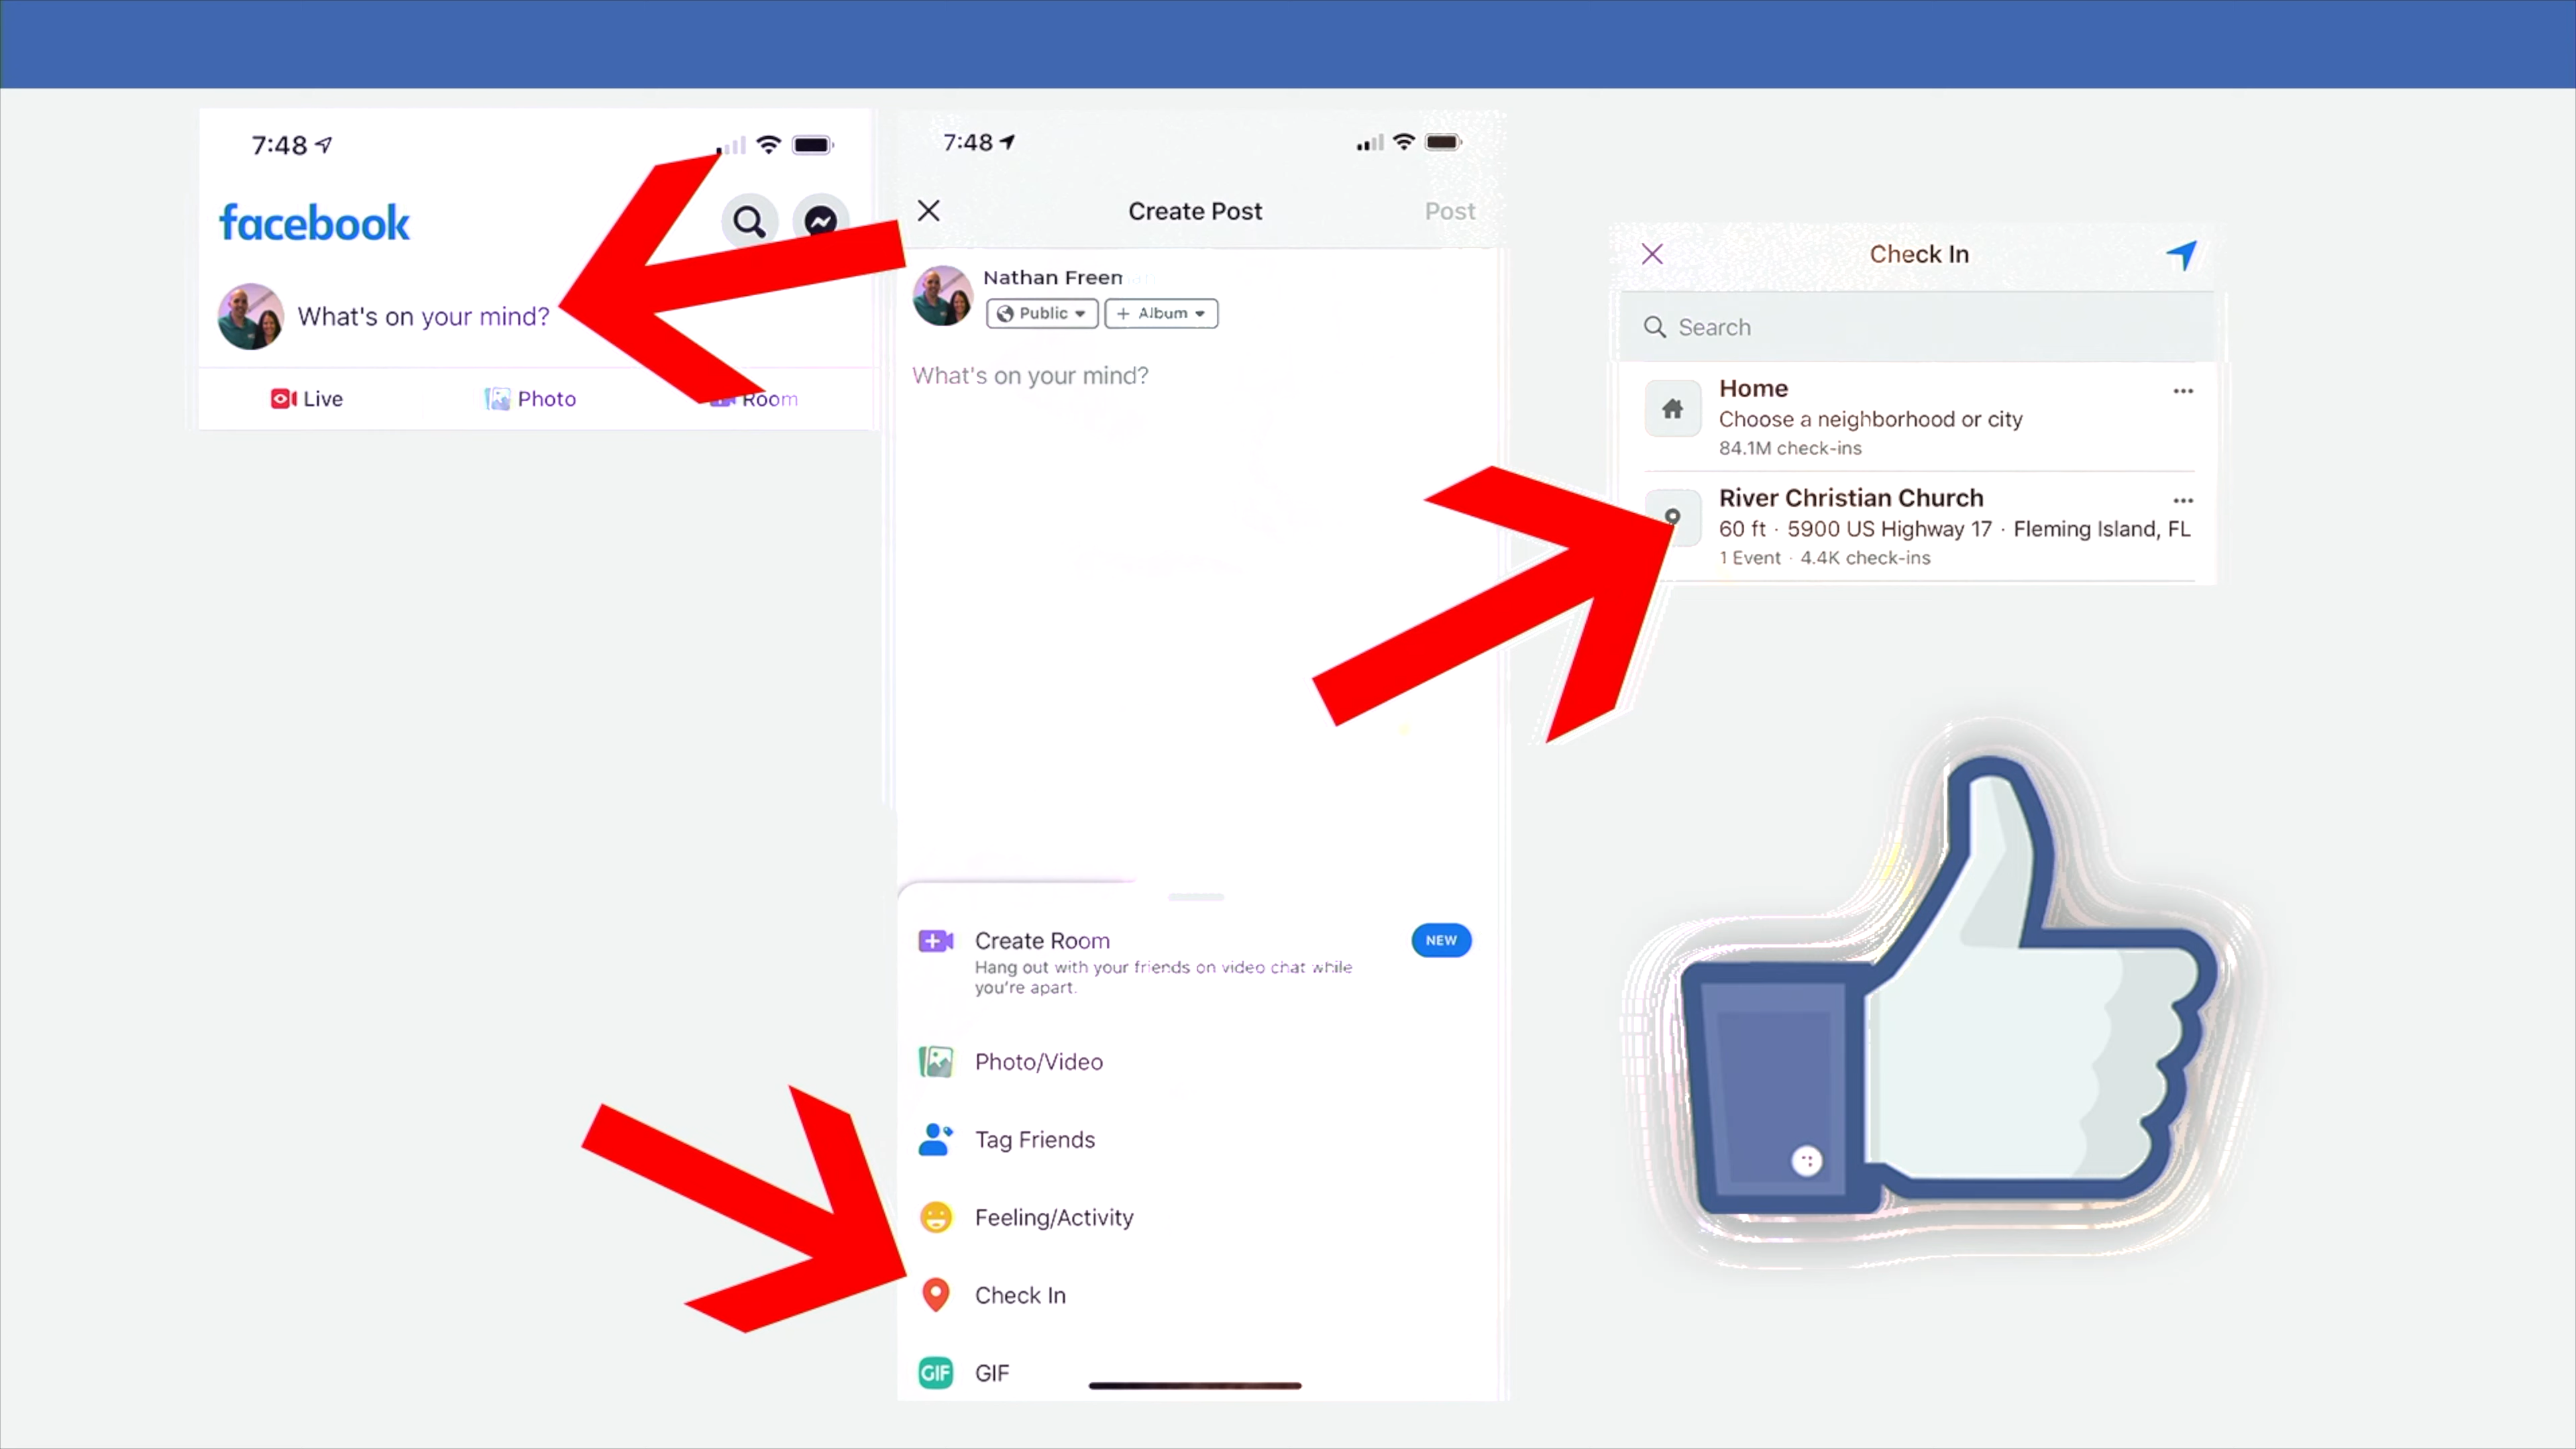 7:48
facebook
What's on your mind?
Live
Photo
Room
7:48
Create Post
Post
Nathan Freen
Public
+ Album
What's on your mind?
Create Room
Hang out with your friends on video chat while
you're apart.
NEW
Photo/Video
Tag Friends
Feeling/Activity
Check In
GIF GIF
Check In
Search
Home
Choose a neighborhood or city
84.1M check-ins
River Christian Church
60 ft · 5900 US Highway 17 · Fleming Island, FL
1 Event · 4.4K check-ins